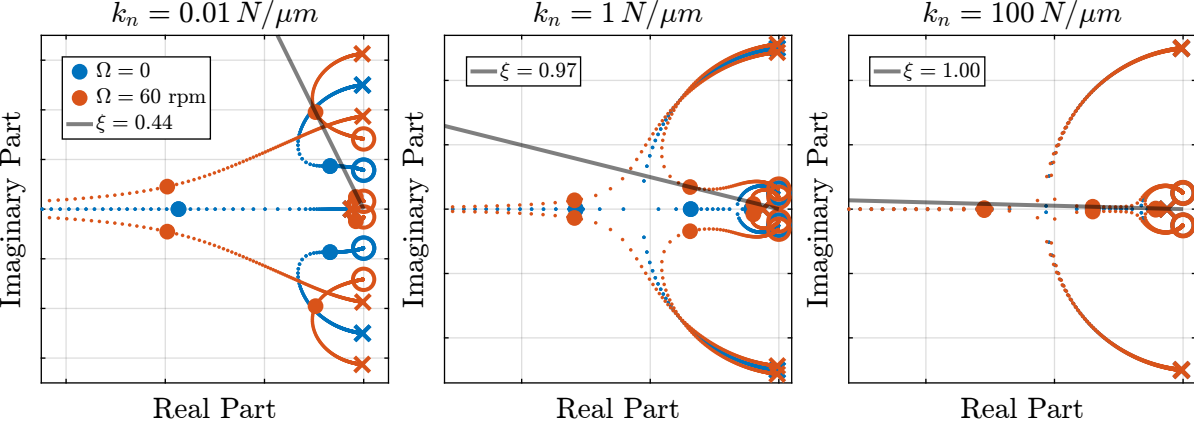 k_n = 0.01 N/μm
Imaginary Part
Ω = 0
Ω = 60 rpm
ξ = 0.44
Real Part
k_n = 1 N/μm
Imaginary Part
ξ = 0.97
Real Part
k_n = 100 N/μm
Imaginary Part
ξ = 1.00
Real Part